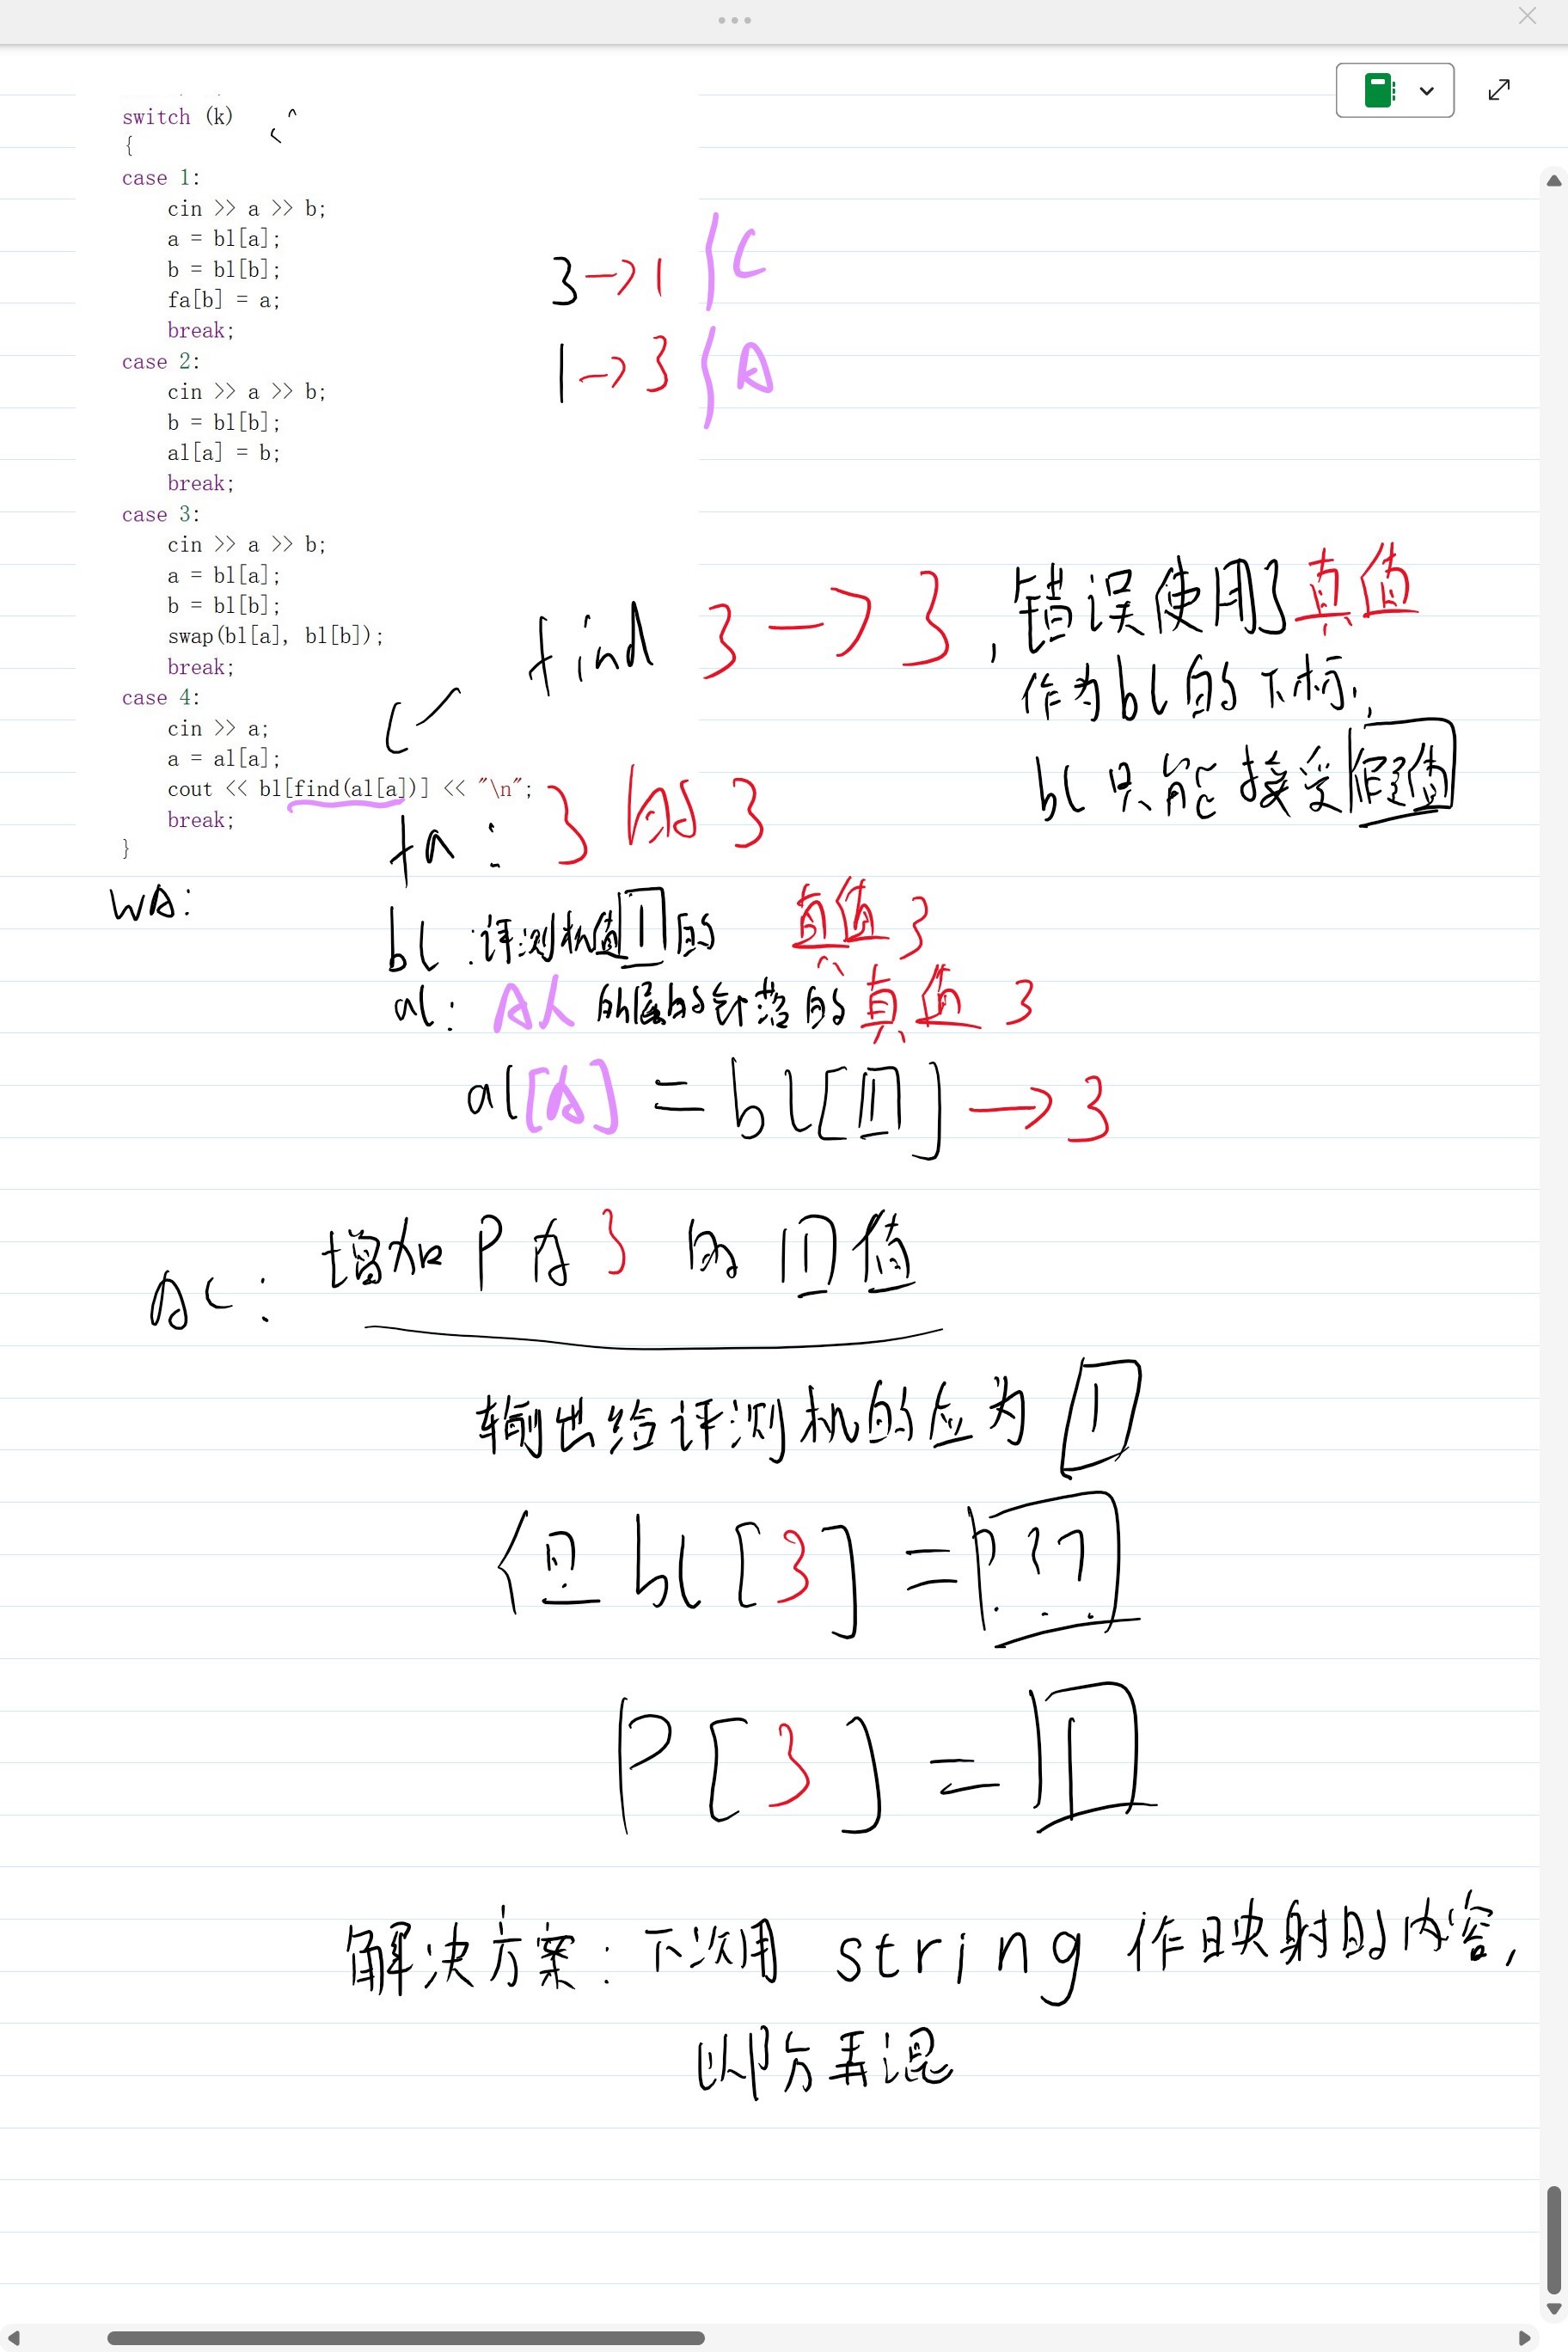 switch (k)
{
case 1:
    cin >> a >> b;
    a = bl[a];
    b = bl[b];
    fa[b] = a;
    break;
case 2:
    cin >> a >> b;
    b = bl[b];
    al[a] = b;
    break;
case 3:
    cin >> a >> b;
    a = bl[a];
    b = bl[b];
    swap(bl[a], bl[b]);
    break;
case 4:
    cin >> a;
    a = al[a];
    cout << bl[find(al[a])] << "\n";
    break;
}
3→1 C
1→3 A
find 3→3, 错误使用了真值
作为bl的下标,
bl只能接受假值
fa: 3的3
WA:
bl:评测机值1的 真值3
al: A人 所属的部落的真值3
al[A] = bl[1] → 3
AC: 增加P存3的1值
输出给评测机的应为1
但bl[3] = ???
P[3] = 1
解决方案: 下次用 string 作映射的内容,
以防弄混